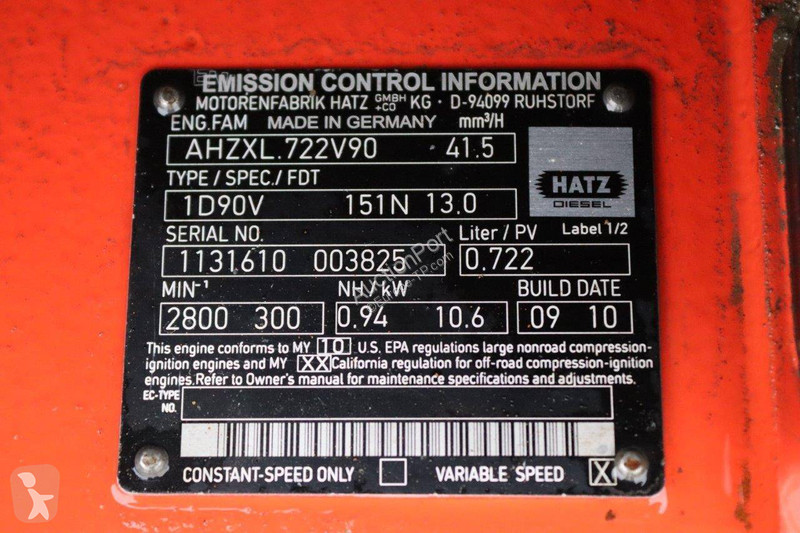 EMISSION CONTROL INFORMATION
MOTORENFABRIK HATZ GMBH +CO KG · D-94099 RUHSTORF
ENG.FAM MADE IN GERMANY mm³/H
AHZXL.722V90 41.5
HATZ
DIESEL
TYPE / SPEC./ FDT
1D90V 151N 13.0
SERIAL NO. Liter / PV Label 1/2
1131610 003825 0.722
MIN-¹ NH / kW BUILD DATE
2800 300 0.94 10.6 09 10
This engine conforms to MY 10 U.S. EPA regulations large nonroad compression-
ignition engines and MY XX California regulation for off-road compression-ignition
engines.Refer to Owner's manual for maintenance specifications and adjustments.
EC-TYPE
NO.
CONSTANT-SPEED ONLY VARIABLE SPEED X